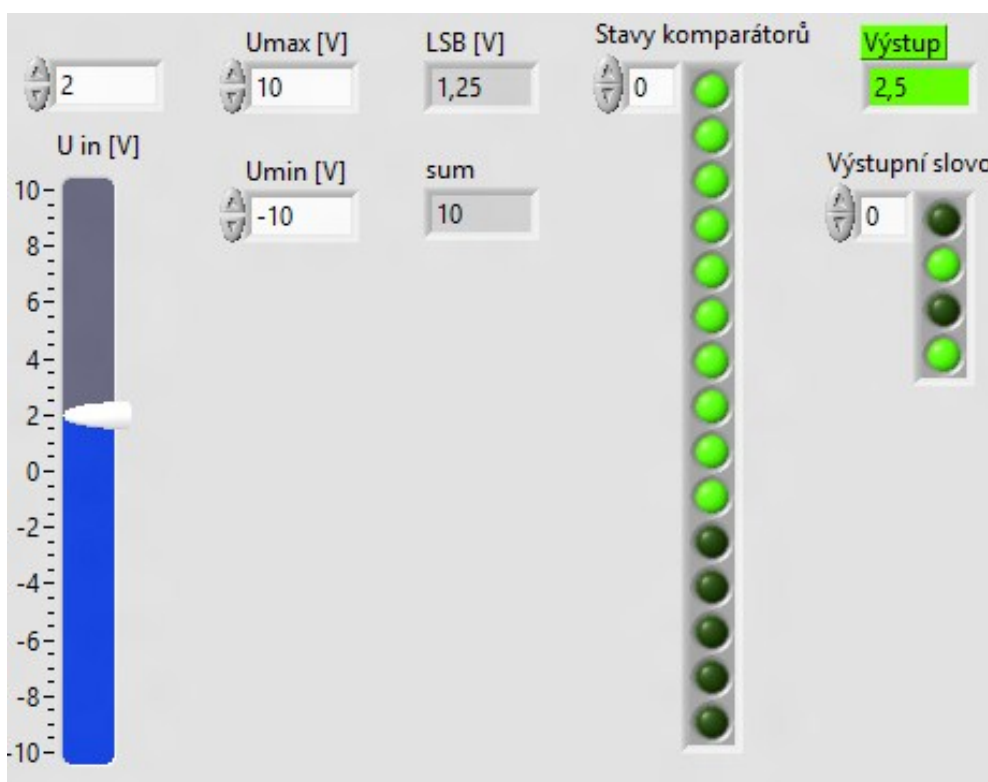 Umax [V]
LSB [V]
Stavy komparátorů
Výstup
2
10
1,25
0
2,5
U in [V]
Umin [V]
sum
Výstupní slovo
-10
10
0
10
8
6
4
2
0
-2
-4
-6
-8
-10